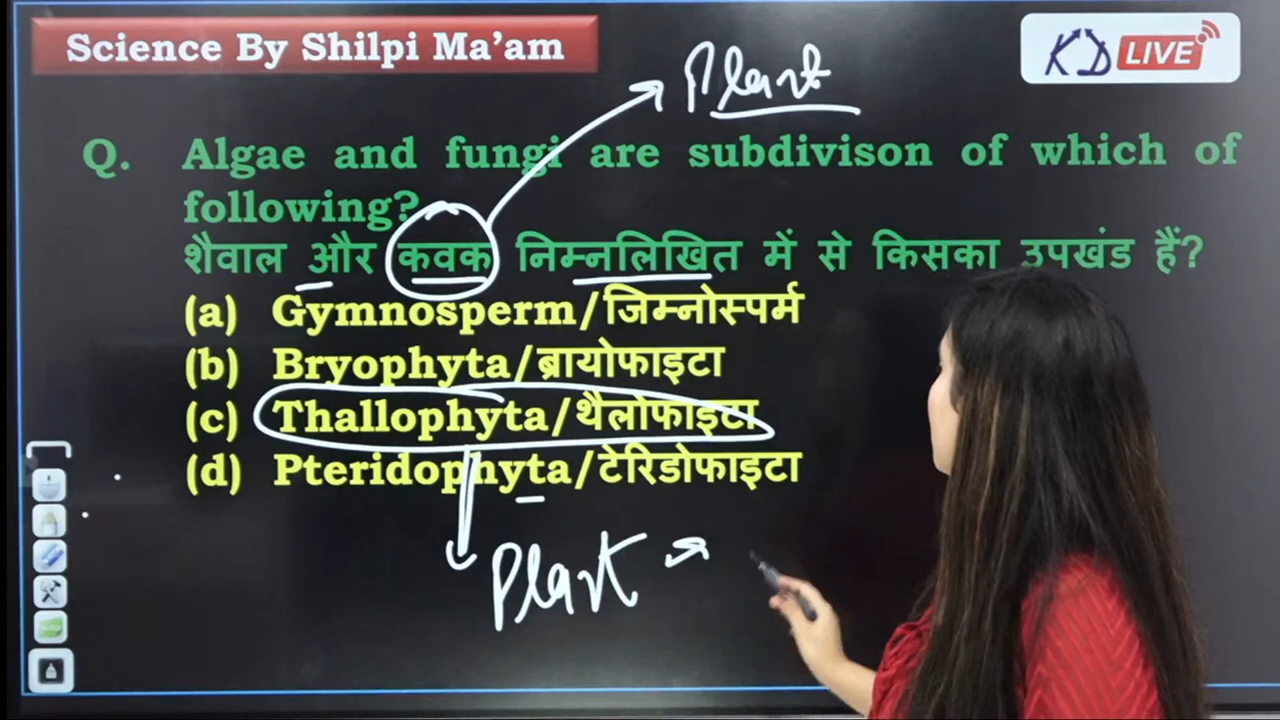 Science By Shilpi Ma’am
KD LIVE
Plant
Q. Algae and fungi are subdivison of which of
following?
शैवाल और कवक निम्नलिखित में से किसका उपखंड हैं?
(a) Gymnosperm/जिम्नोस्पर्म
(b) Bryophyta/ब्रायोफाइटा
(c) Thallophyta/थैलोफाइटा
(d) Pteridophyta/टेरिडोफाइटा
Plant